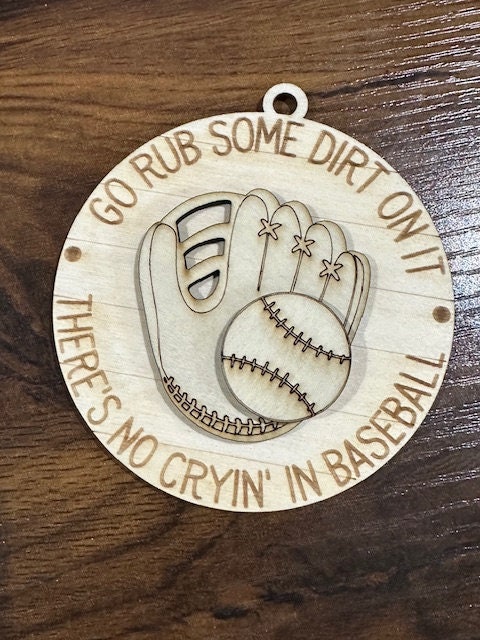 GO RUB SOME DIRT ON IT
THERE'S NO CRYIN' IN BASEBALL